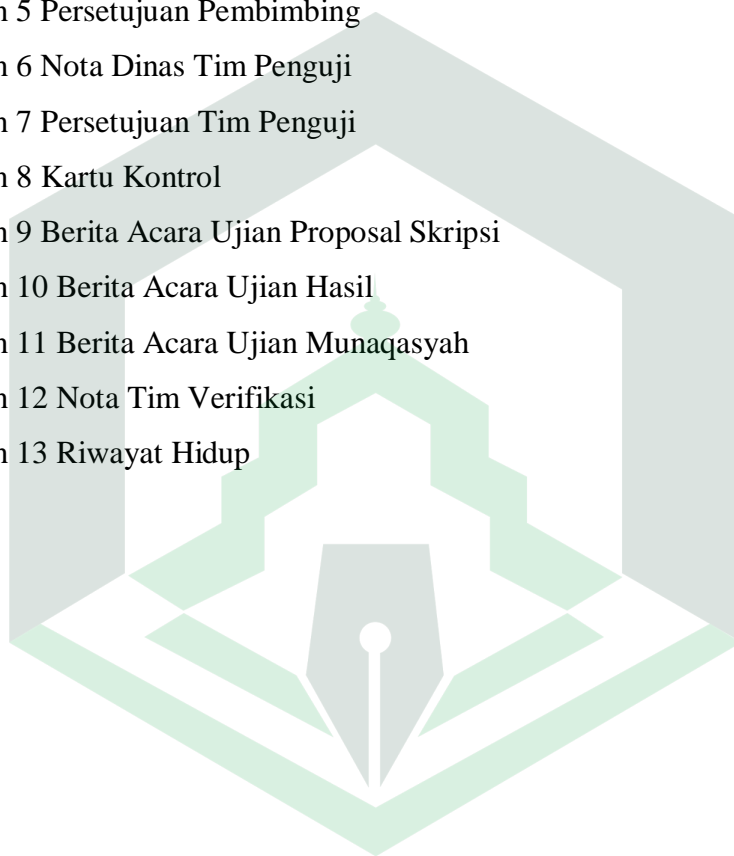 n 5 Persetujuan Pembimbing
n 6 Nota Dinas Tim Penguji
n 7 Persetujuan Tim Penguji
n 8 Kartu Kontrol
n 9 Berita Acara Ujian Proposal Skripsi
n 10 Berita Acara Ujian Hasil
n 11 Berita Acara Ujian Munaqasyah
n 12 Nota Tim Verifikasi
n 13 Riwayat Hidup